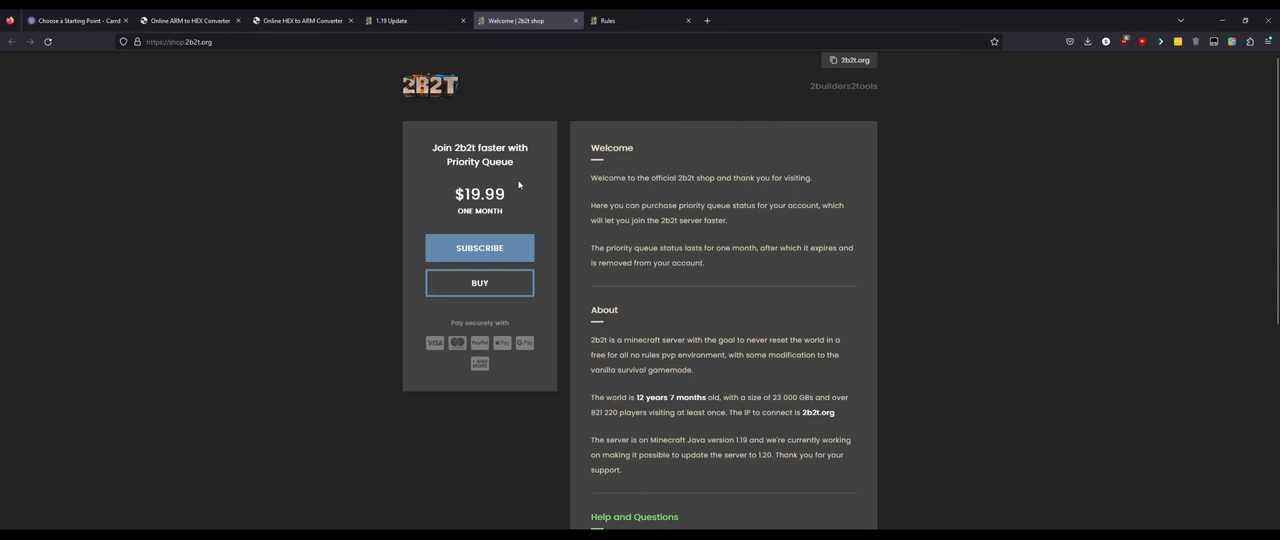 Choose a Starting Point - Carrd
Online ARM to HEX Converter
Online HEX to ARM Converter
1.19 Update
Welcome | 2b2t shop
Rules
https://shop.2b2t.org
2b2t.org
2B2T
2builders2tools
Join 2b2t faster with
Priority Queue
$19.99
ONE MONTH
SUBSCRIBE
BUY
Pay securely with
VISA
PayPal
Pay
G Pay
+ AND
MORE
Welcome
Welcome to the official 2b2t shop and thank you for visiting.
Here you can purchase priority queue status for your account, which
will let you join the 2b2t server faster.
The priority queue status lasts for one month, after which it expires and
is removed from your account.
About
2b2t is a minecraft server with the goal to never reset the world in a
free for all no rules pvp environment, with some modification to the
vanilla survival gamemode.
The world is 12 years 7 months old, with a size of 23 000 GBs and over
821 220 players visiting at least once. The IP to connect is 2b2t.org
The server is on Minecraft Java version 1.19 and we're currently working
on making it possible to update the server to 1.20. Thank you for your
support.
Help and Questions